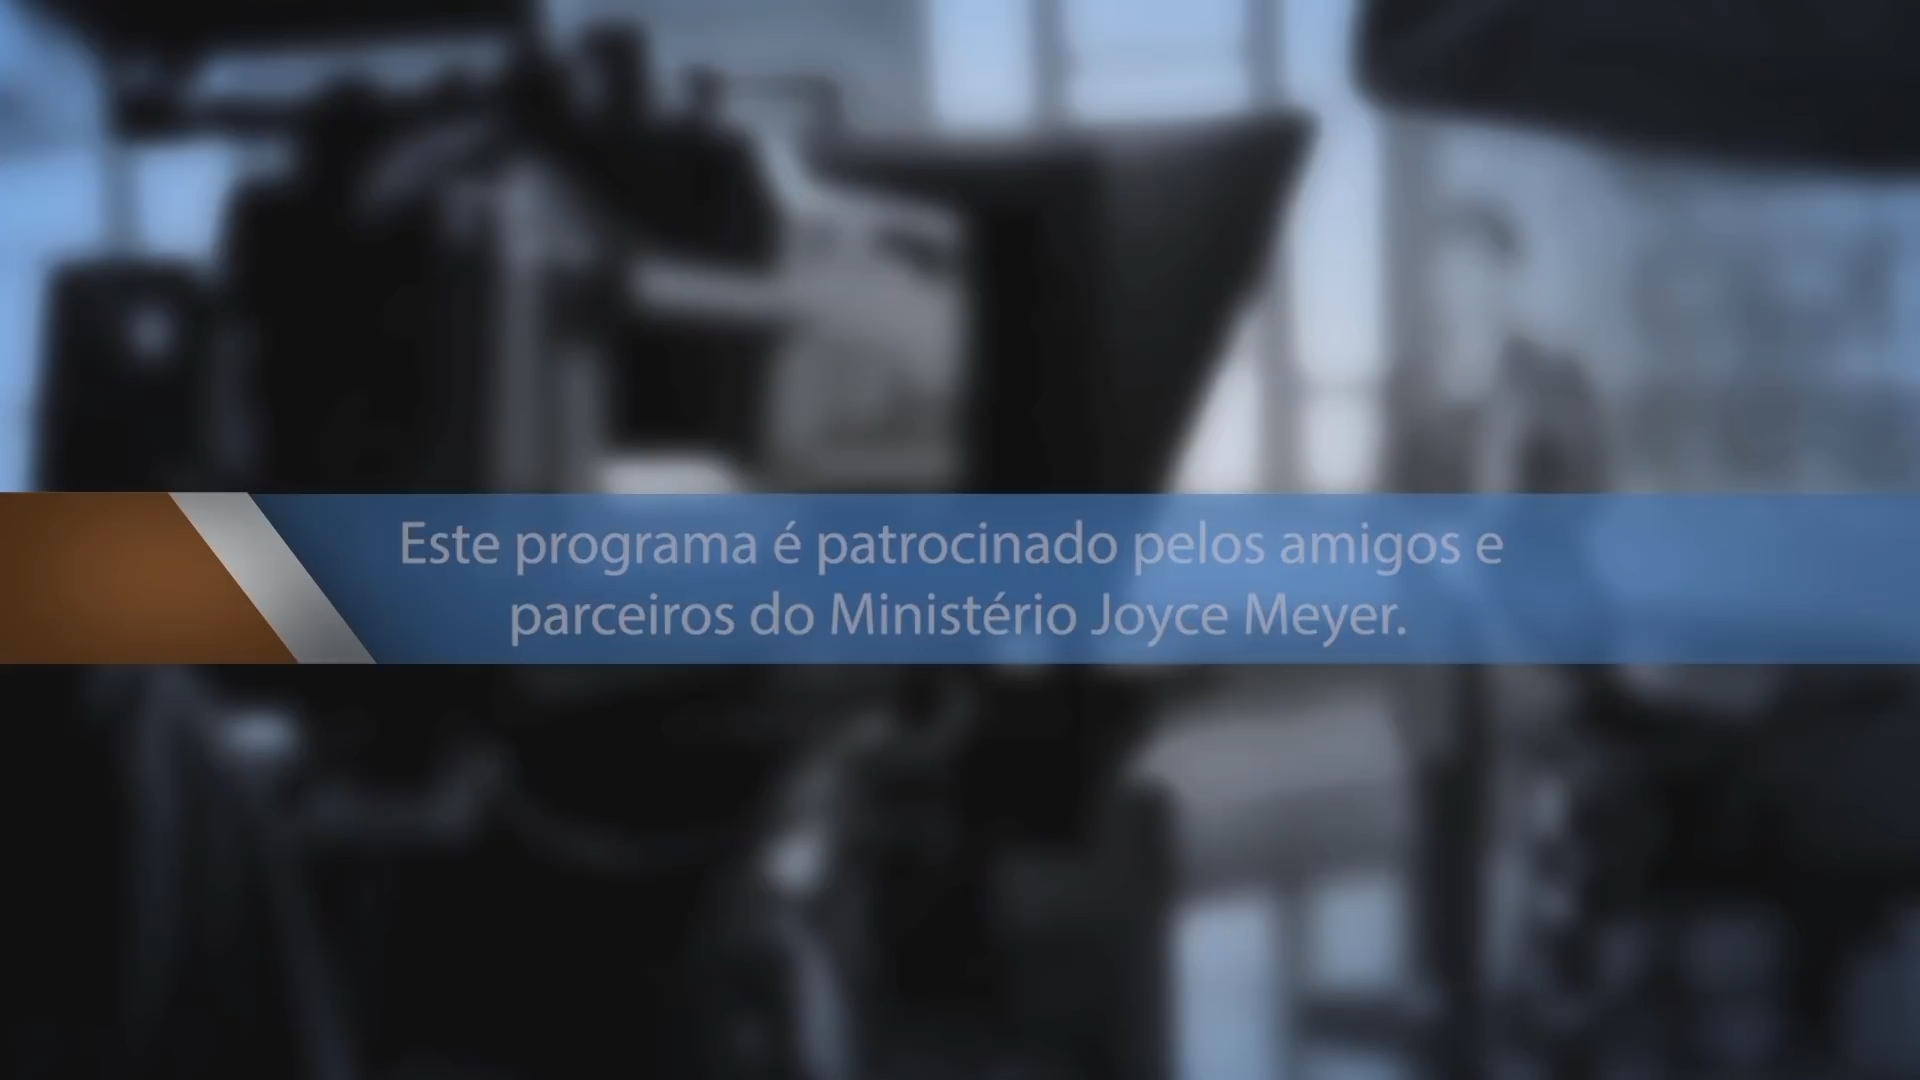 Este programa é patrocinado pelos amigos e
parceiros do Ministério Joyce Meyer.